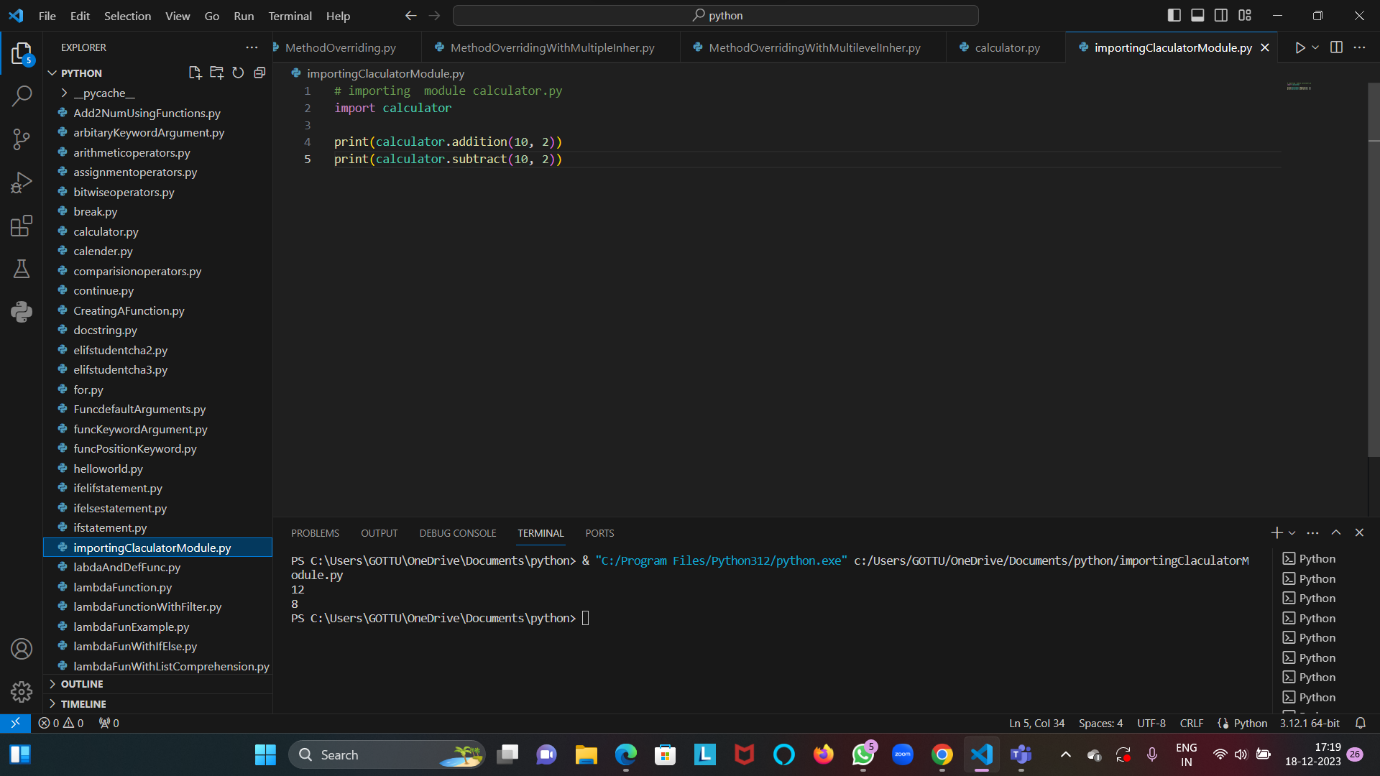 File Edit Selection View Go Run Terminal Help
python
EXPLORER
MethodOverriding.py
MethodOverridingWithMultipleInher.py
MethodOverridingWithMultilevelInher.py
calculator.py
importingClaculatorModule.py
5
PYTHON
__pycache__
Add2NumUsingFunctions.py
arbitaryKeywordArgument.py
arithmeticoperators.py
assignmentoperators.py
bitwiseoperators.py
break.py
calculator.py
calender.py
comparisionoperators.py
continue.py
CreatingAFunction.py
docstring.py
elifstudentcha2.py
elifstudentcha3.py
for.py
FuncdefaultArguments.py
funcKeywordArgument.py
funcPositionKeyword.py
helloworld.py
ifelifstatement.py
ifelsestatement.py
ifstatement.py
importingClaculatorModule.py
labdaAndDefFunc.py
lambdaFunction.py
lambdaFunctionWithFilter.py
lambdaFunExample.py
lambdaFunWithIfElse.py
lambdaFunWithListComprehension.py
OUTLINE
TIMELINE
importingClaculatorModule.py
1 # importing  module calculator.py
2 import calculator
3
4 print(calculator.addition(10, 2))
5 print(calculator.subtract(10, 2))
PROBLEMS OUTPUT DEBUG CONSOLE TERMINAL PORTS
PS C:\Users\GOTTU\OneDrive\Documents\python> & "C:/Program Files/Python312/python.exe" c:/Users/GOTTU/OneDrive/Documents/python/importingClaculatorM
odule.py
12
8
PS C:\Users\GOTTU\OneDrive\Documents\python>
Python
Python
Python
Python
Python
Python
Python
Python
0 0 0
Ln 5, Col 34 Spaces: 4 UTF-8 CRLF Python 3.12.1 64-bit
Search
L
5
zoom
ENG
IN
17:19
18-12-2023
26